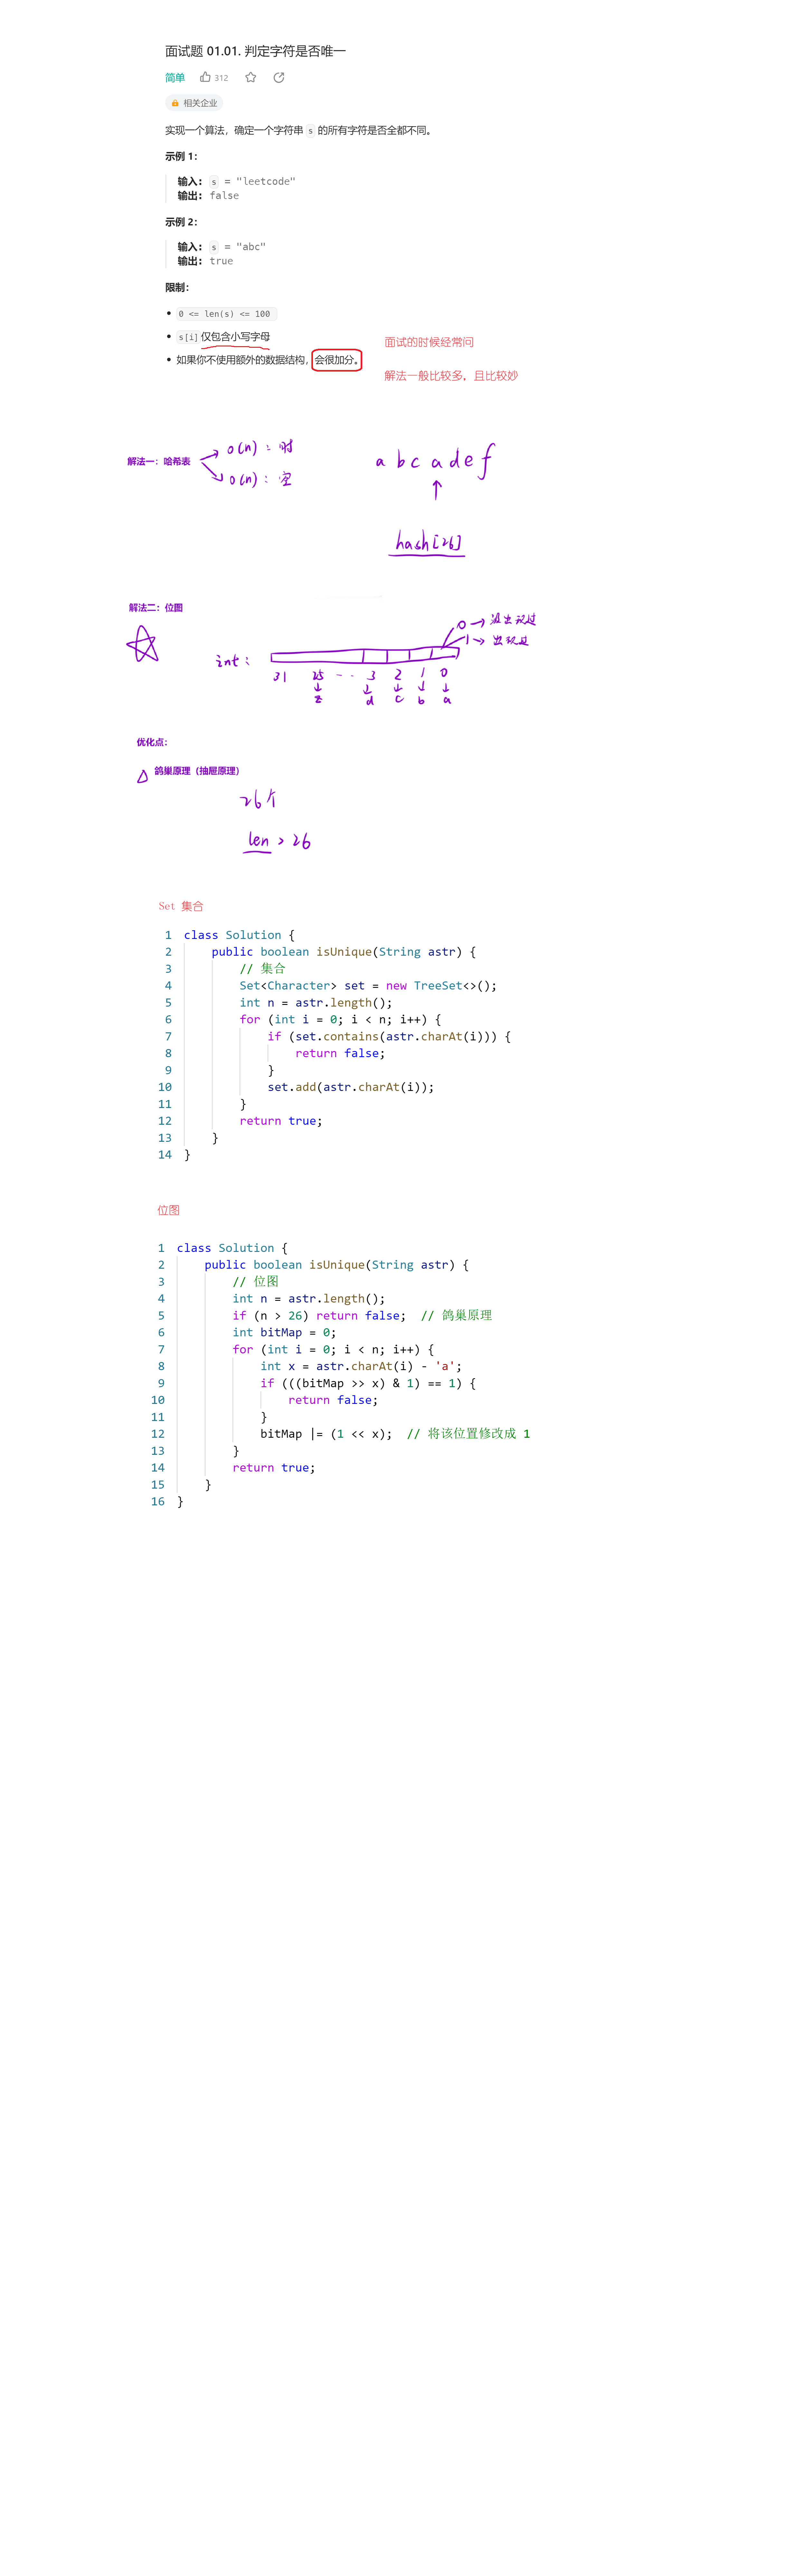 面试题 01.01. 判定字符是否唯一
简单 312
相关企业
实现一个算法，确定一个字符串 s 的所有字符是否全都不同。
示例 1：
输入: s = "leetcode"
输出: false
示例 2：
输入: s = "abc"
输出: true
限制：
0 <= len(s) <= 100
s[i] 仅包含小写字母
如果你不使用额外的数据结构，会很加分。
面试的时候经常问
解法一般比较多，且比较妙
解法一：哈希表
O(n)：时
O(n)：空
a b c a d e f
hash[26]
解法二：位图
0 → 没出现过
1 → 出现过
int：
31 25 ... 3 2 1 0
z d c b a
优化点：
鸽巢原理（抽屉原理）
26个
len > 26
Set 集合
1 class Solution {
2     public boolean isUnique(String astr) {
3         // 集合
4         Set<Character> set = new TreeSet<>();
5         int n = astr.length();
6         for (int i = 0; i < n; i++) {
7             if (set.contains(astr.charAt(i))) {
8                 return false;
9             }
10             set.add(astr.charAt(i));
11         }
12         return true;
13     }
14 }
位图
1 class Solution {
2     public boolean isUnique(String astr) {
3         // 位图
4         int n = astr.length();
5         if (n > 26) return false;  // 鸽巢原理
6         int bitMap = 0;
7         for (int i = 0; i < n; i++) {
8             int x = astr.charAt(i) - 'a';
9             if (((bitMap >> x) & 1) == 1) {
10                 return false;
11             }
12             bitMap |= (1 << x);  // 将该位置修改成 1
13         }
14         return true;
15     }
16 }